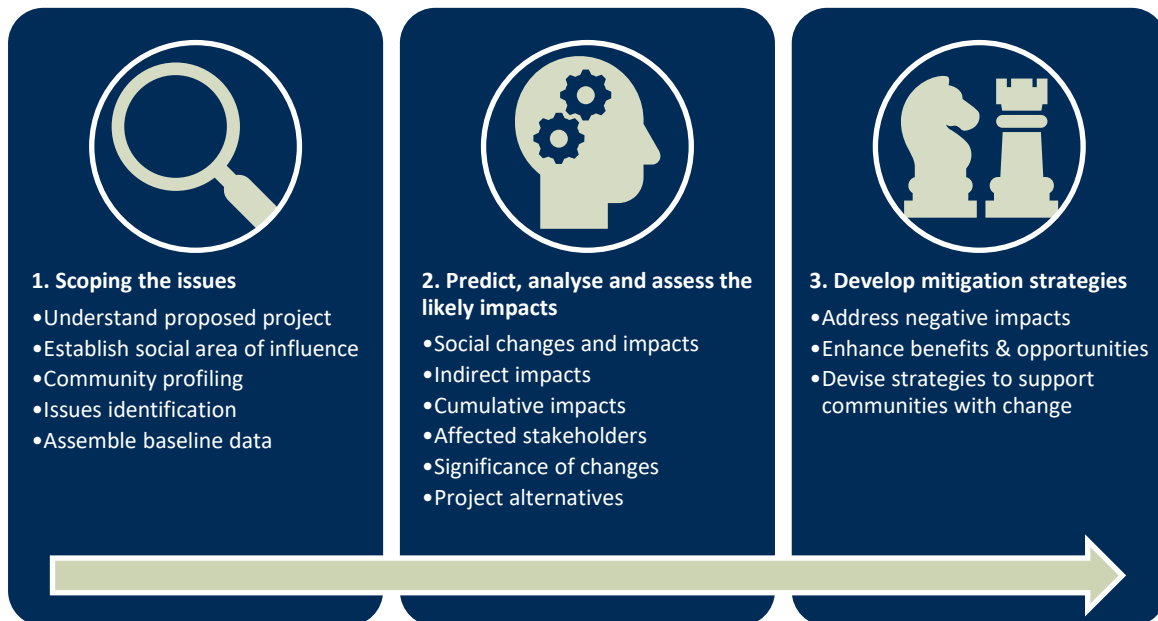 1. Scoping the issues
•Understand proposed project
•Establish social area of influence
•Community profiling
•Issues identification
•Assemble baseline data
2. Predict, analyse and assess the
likely impacts
•Social changes and impacts
•Indirect impacts
•Cumulative impacts
•Affected stakeholders
•Significance of changes
•Project alternatives
3. Develop mitigation strategies
•Address negative impacts
•Enhance benefits & opportunities
•Devise strategies to support
communities with change